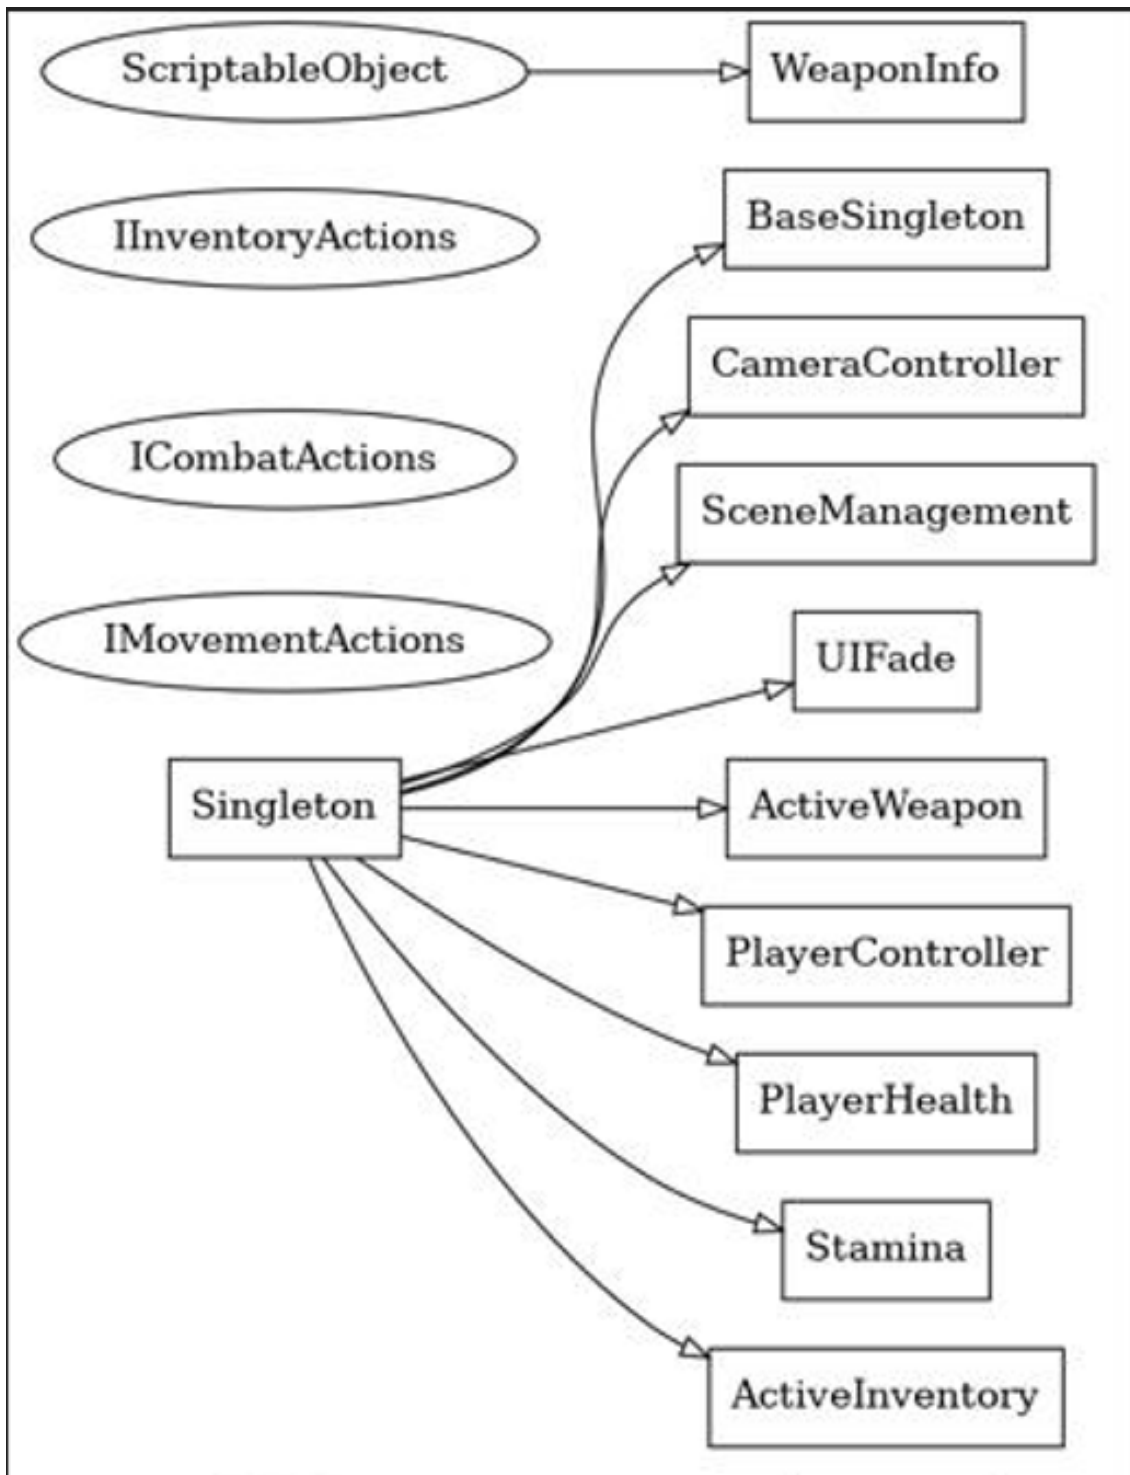 ScriptableObject
WeaponInfo
IInventoryActions
BaseSingleton
CameraController
ICombatActions
SceneManagement
IMovementActions
UIFade
Singleton
ActiveWeapon
PlayerController
PlayerHealth
Stamina
ActiveInventory